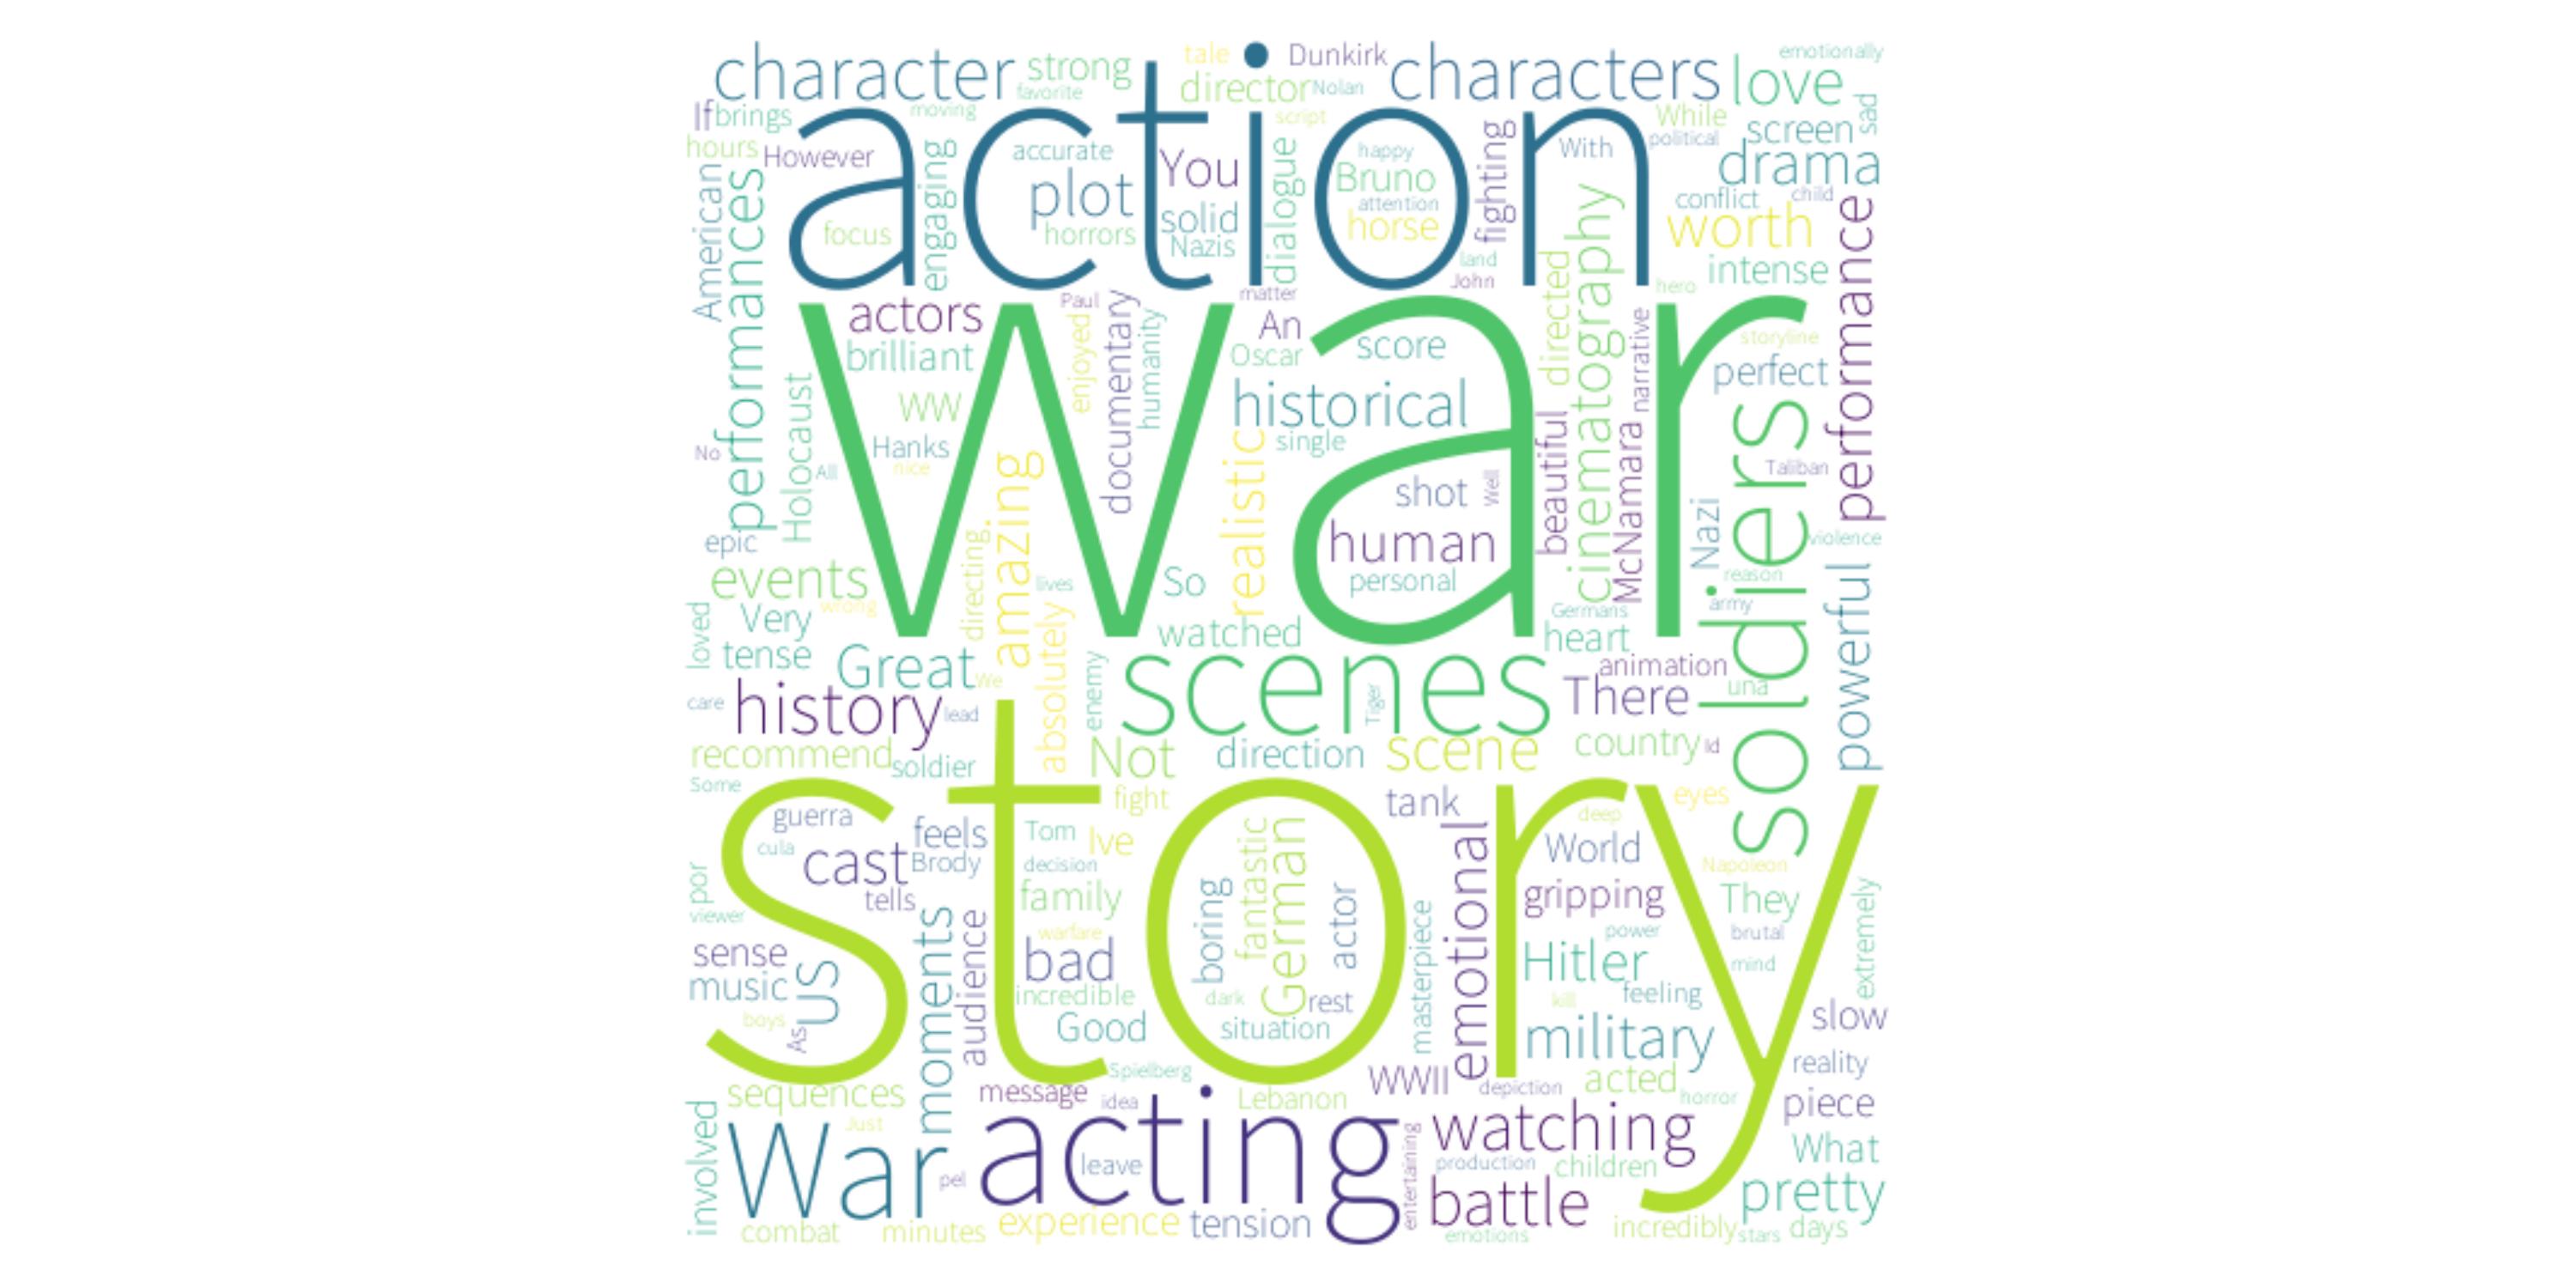 tale Dunkirk emotionally
character strong director Nolan characters love
favorite
If brings moving script While screen sad
hours However accurate You happy With political drama
action
American performances engaging plot solid dialogue Bruno fighting conflict child
focus horrors Nazis attention horse worth
cinematography performance
land intense
John hero
matter
actors Paul documentary An directed narrative storyline
brilliant enjoyed humanity Oscar score perfect
war
Holocaust WW historical
Hanks realistic single beautiful McNamara soldiers
No All nice amazing shot Well Nazi Taliban
epic human violence
events directing lives So personal reason powerful
loved Very wrong absolutely Germans army
tense watched heart
Great We enemy scenes animation
care history lead Tiger There una
recommend soldier Not direction scene country Id
Some fight tank eyes
story
guerra feels Tom Ive fantastic German emotional deep World
cula cast Brody decision Napoleon
por tells family boring actor gripping They extremely
viewer moments audience warfare masterpiece power brutal
sense US bad Hitler mind
music incredible dark rest kill feeling
boys As Good situation military slow
Spielberg reality
sequences message idea Lebanon WWII depiction acted horror piece
involved Just
War acting watching What
pel leave entertaining production children
battle pretty
combat minutes experience tension emotions incredibly stars days